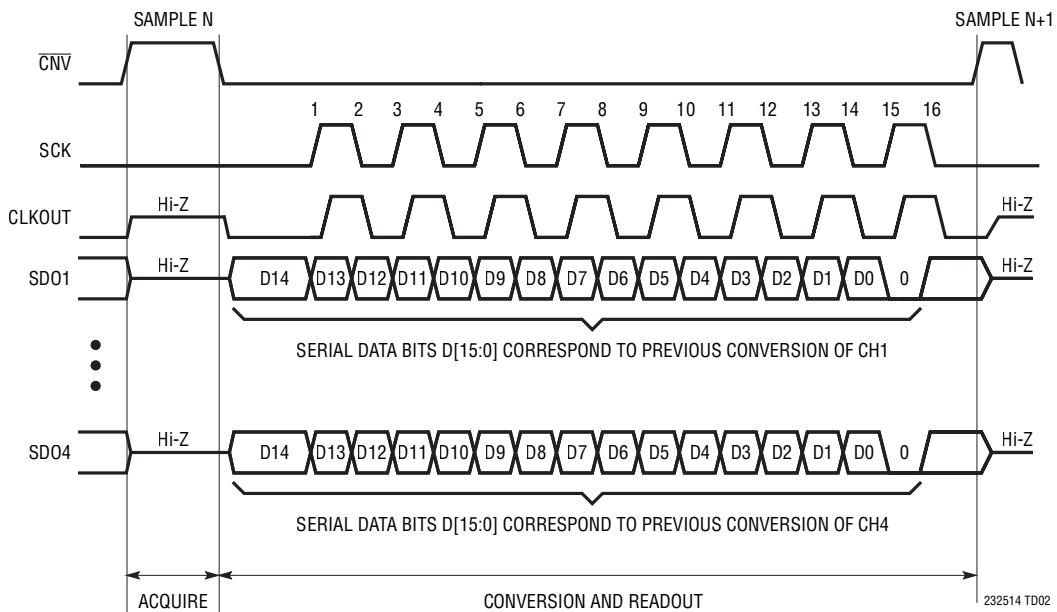 SAMPLE N
SAMPLE N+1
CNV
1 2 3 4 5 6 7 8 9 10 11 12 13 14 15 16
SCK
CLKOUT
Hi-Z
Hi-Z
SDO1
Hi-Z
D14 D13 D12 D11 D10 D9 D8 D7 D6 D5 D4 D3 D2 D1 D0 0
Hi-Z
SERIAL DATA BITS D[15:0] CORRESPOND TO PREVIOUS CONVERSION OF CH1
SDO4
Hi-Z
D14 D13 D12 D11 D10 D9 D8 D7 D6 D5 D4 D3 D2 D1 D0 0
Hi-Z
SERIAL DATA BITS D[15:0] CORRESPOND TO PREVIOUS CONVERSION OF CH4
ACQUIRE
CONVERSION AND READOUT
232514 TD02